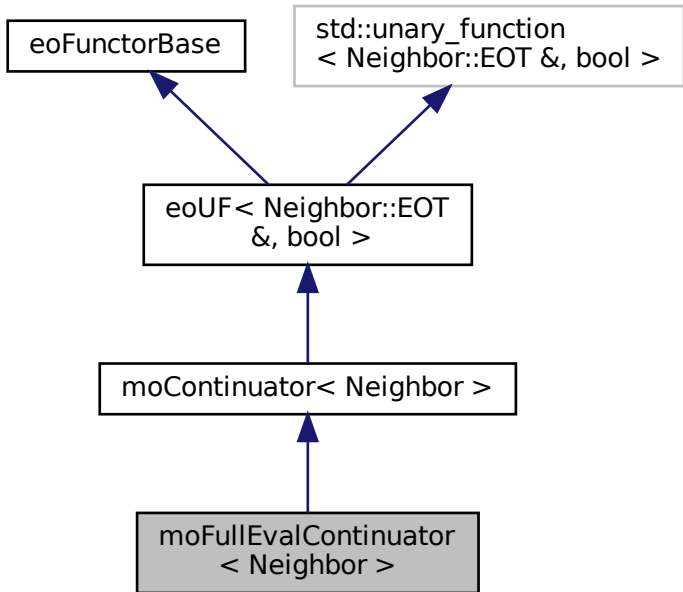 eoFunctorBase
std::unary_function
< Neighbor::EOT &, bool >
eoUF< Neighbor::EOT
&, bool >
moContinuator< Neighbor >
moFullEvalContinuator
< Neighbor >